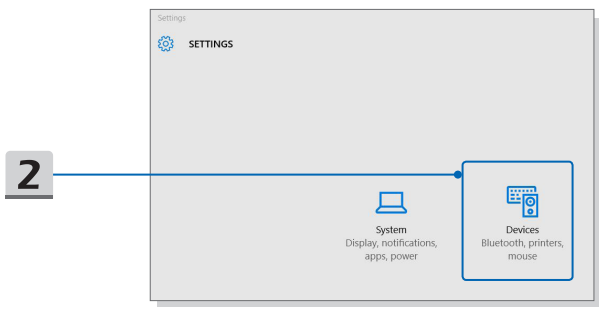 Settings
SETTINGS
2
System
Display, notifications,
apps, power
Devices
Bluetooth, printers,
mouse